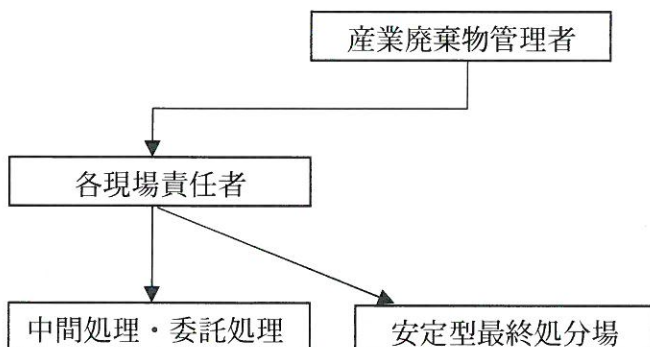 産業廃棄物管理者
各現場責任者
中間処理・委託処理
安定型最終処分場